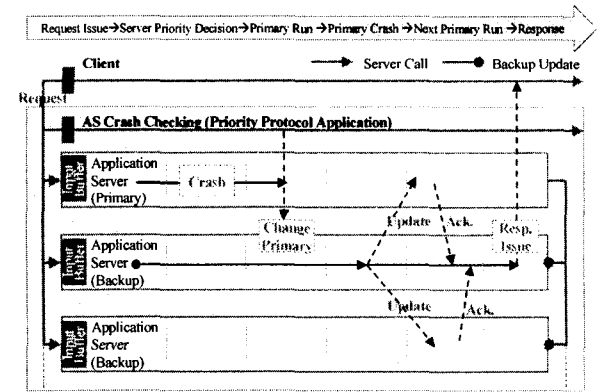 Request Issue→Server Priority Decision→Primary Run→Primary Crash→Next Primary Run→Response
Client
Server Call
Backup Update
Request
AS Crash Checking (Priority Protocol Application)
Input Buffer
Application
Server
(Primary)
Crash
Change
Primary
Update
Ack.
Resp.
Issue
Input Buffer
Application
Server
(Backup)
Update
Ack.
Input Buffer
Application
Server
(Backup)